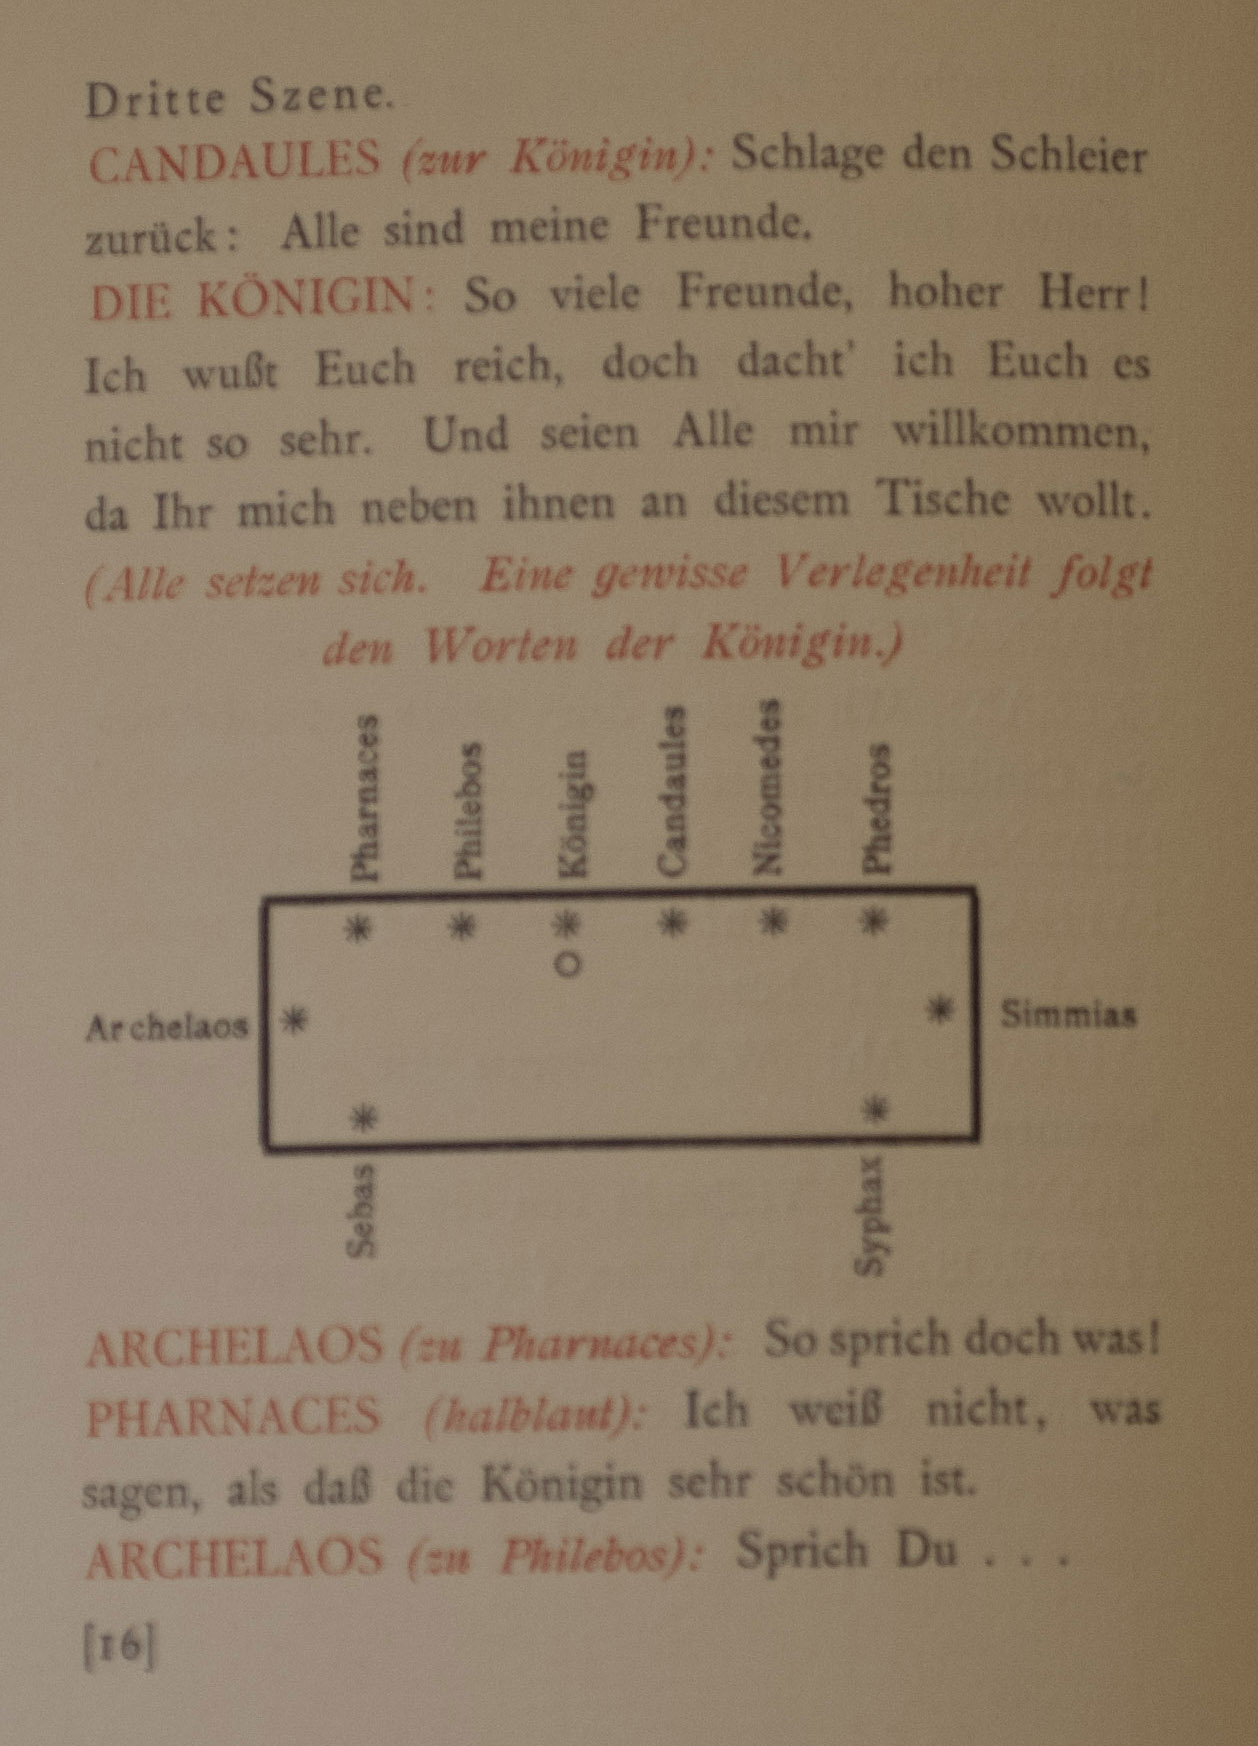 Dritte Szene.
CANDAULES (zur Königin): Schlage den Schleier
zurück: Alle sind meine Freunde.
DIE KÖNIGIN: So viele Freunde, hoher Herr!
Ich wußt Euch reich, doch dacht' ich Euch es
nicht so sehr. Und seien Alle mir willkommen,
da Ihr mich neben ihnen an diesem Tische wollt.
(Alle setzen sich. Eine gewisse Verlegenheit folgt
den Worten der Königin.)
Pharnaces
Philebos
Königin
Candaules
Nicomedes
Phedros
Archelaos
Simmias
Sebas
Syphax
ARCHELAOS (zu Pharnaces): So sprich doch was!
PHARNACES (halblaut): Ich weiß nicht, was
sagen, als daß die Königin sehr schön ist.
ARCHELAOS (zu Philebos): Sprich Du . . .
[16]